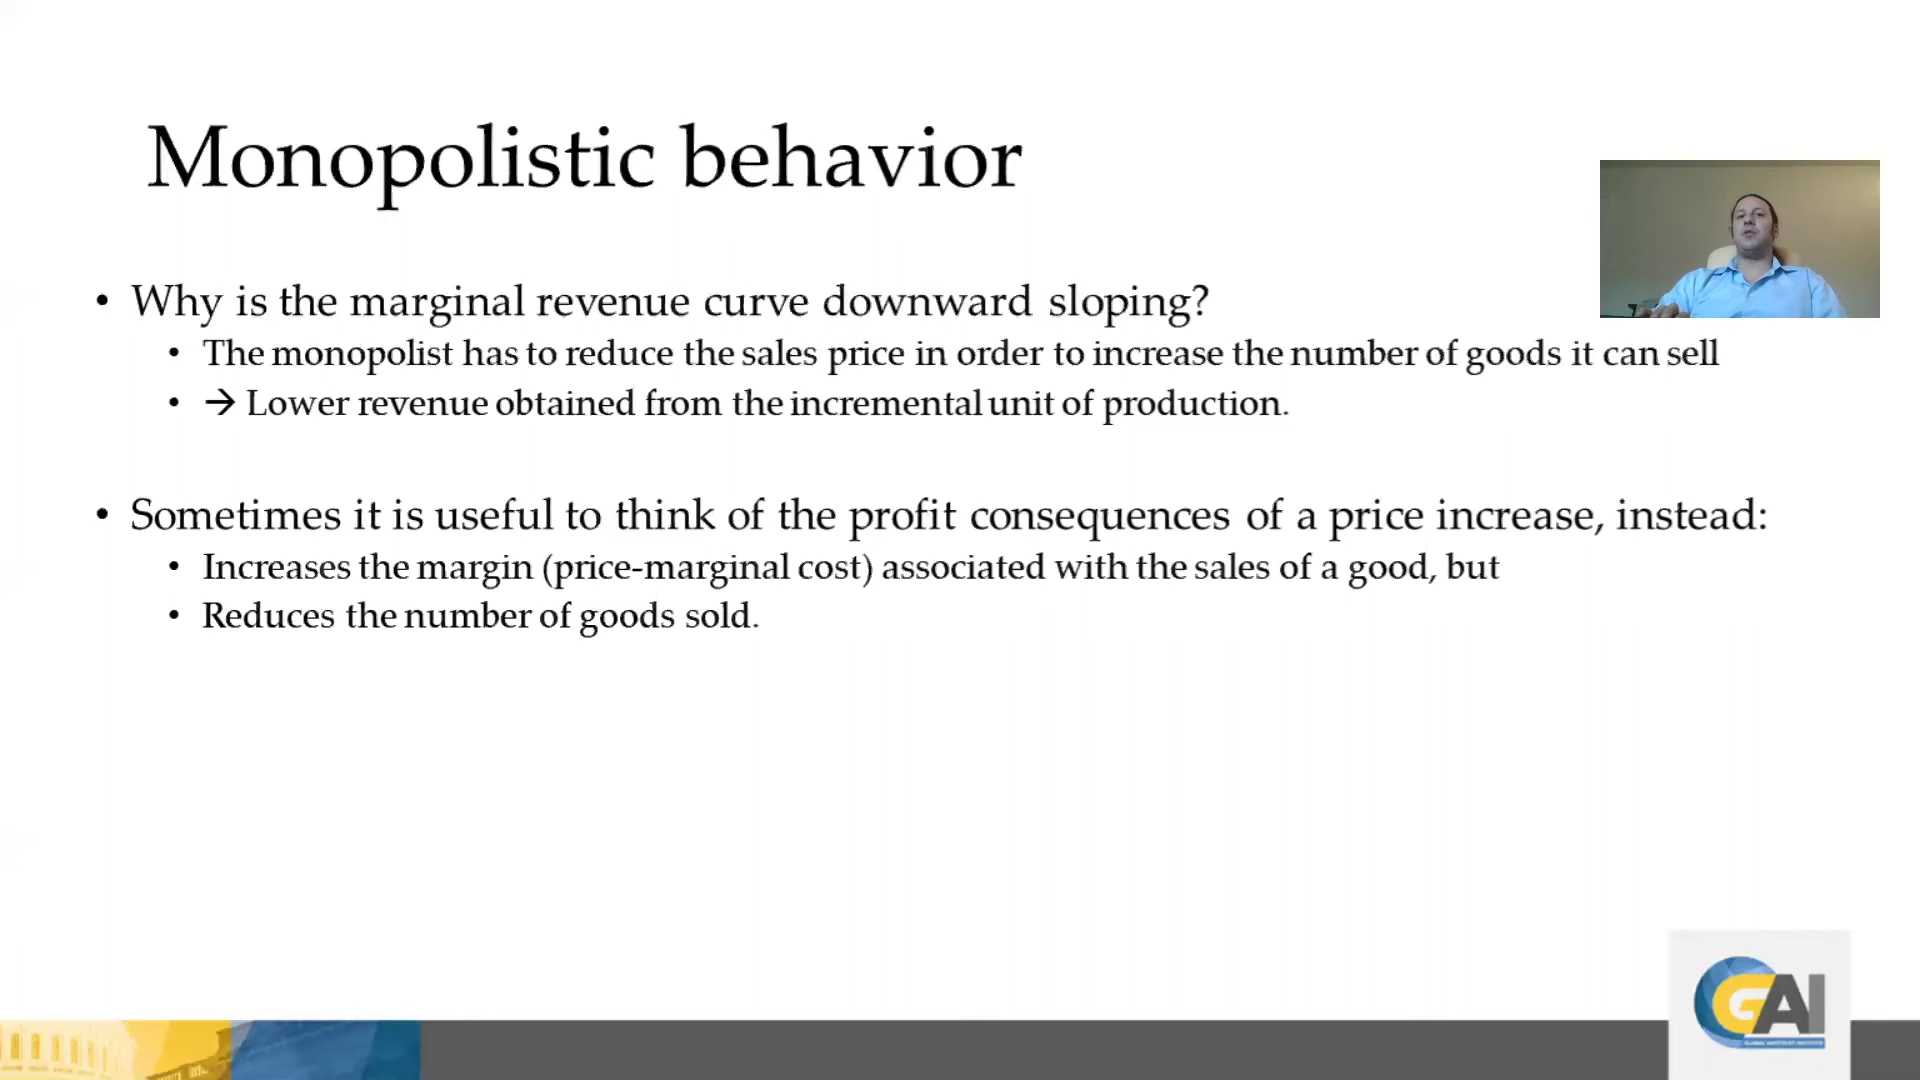 Monopolistic behavior
• Why is the marginal revenue curve downward sloping?
• The monopolist has to reduce the sales price in order to increase the number of goods it can sell
• → Lower revenue obtained from the incremental unit of production.
• Sometimes it is useful to think of the profit consequences of a price increase, instead:
• Increases the margin (price-marginal cost) associated with the sales of a good, but
• Reduces the number of goods sold.
GAI
GLOBAL ANTITRUST INSTITUTE